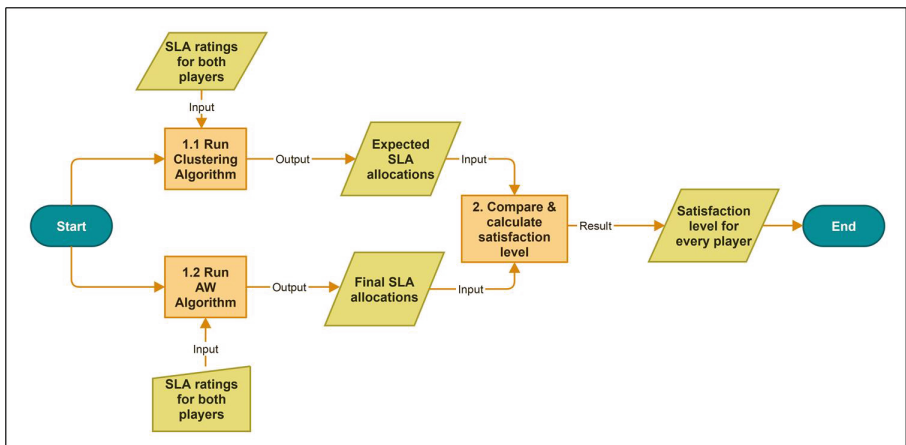 SLA ratings
for both
players
Input
1.1 Run
Clustering
Algorithm
Output
Expected
SLA
allocations
Input
Start
2. Compare &
calculate
satisfaction
level
Result
Satisfaction
level for
every player
End
1.2 Run
AW
Algorithm
Output
Final SLA
allocations
Input
Input
SLA ratings
for both
players